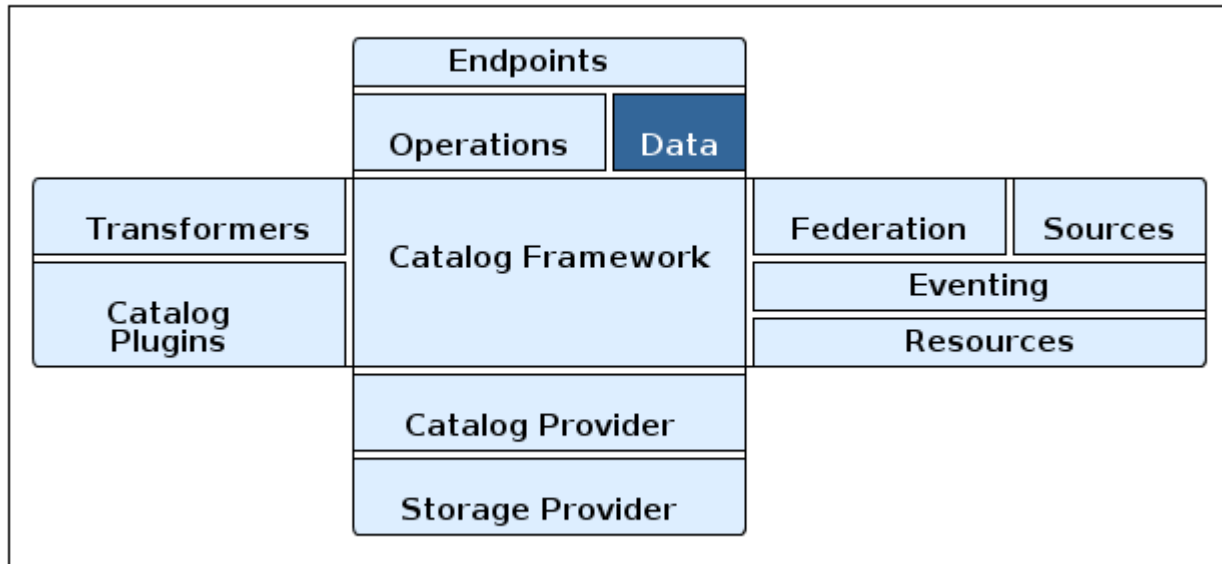 Endpoints
Operations
Data
Transformers
Catalog Framework
Federation
Sources
Eventing
Catalog
Plugins
Resources
Catalog Provider
Storage Provider